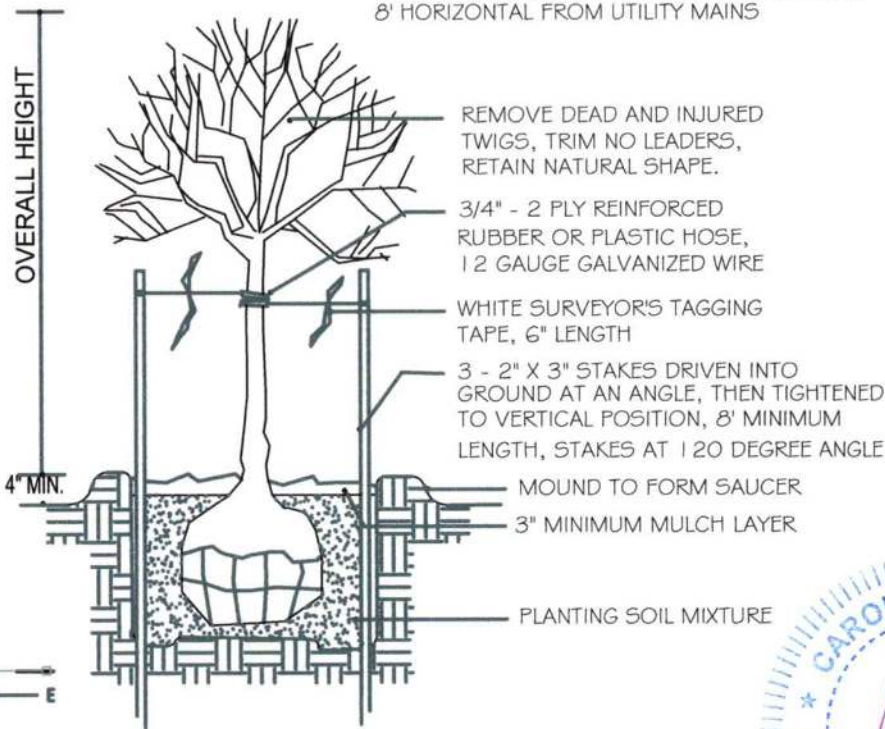 8' HORIZONTAL FROM UTILITY MAINS
OVERALL HEIGHT
REMOVE DEAD AND INJURED
TWIGS, TRIM NO LEADERS,
RETAIN NATURAL SHAPE.
3/4" - 2 PLY REINFORCED
RUBBER OR PLASTIC HOSE,
12 GAUGE GALVANIZED WIRE
WHITE SURVEYOR'S TAGGING
TAPE, 6" LENGTH
3 - 2" X 3" STAKES DRIVEN INTO
GROUND AT AN ANGLE, THEN TIGHTENED
TO VERTICAL POSITION, 8' MINIMUM
LENGTH, STAKES AT 120 DEGREE ANGLE
4" MIN.
MOUND TO FORM SAUCER
3" MINIMUM MULCH LAYER
PLANTING SOIL MIXTURE
E